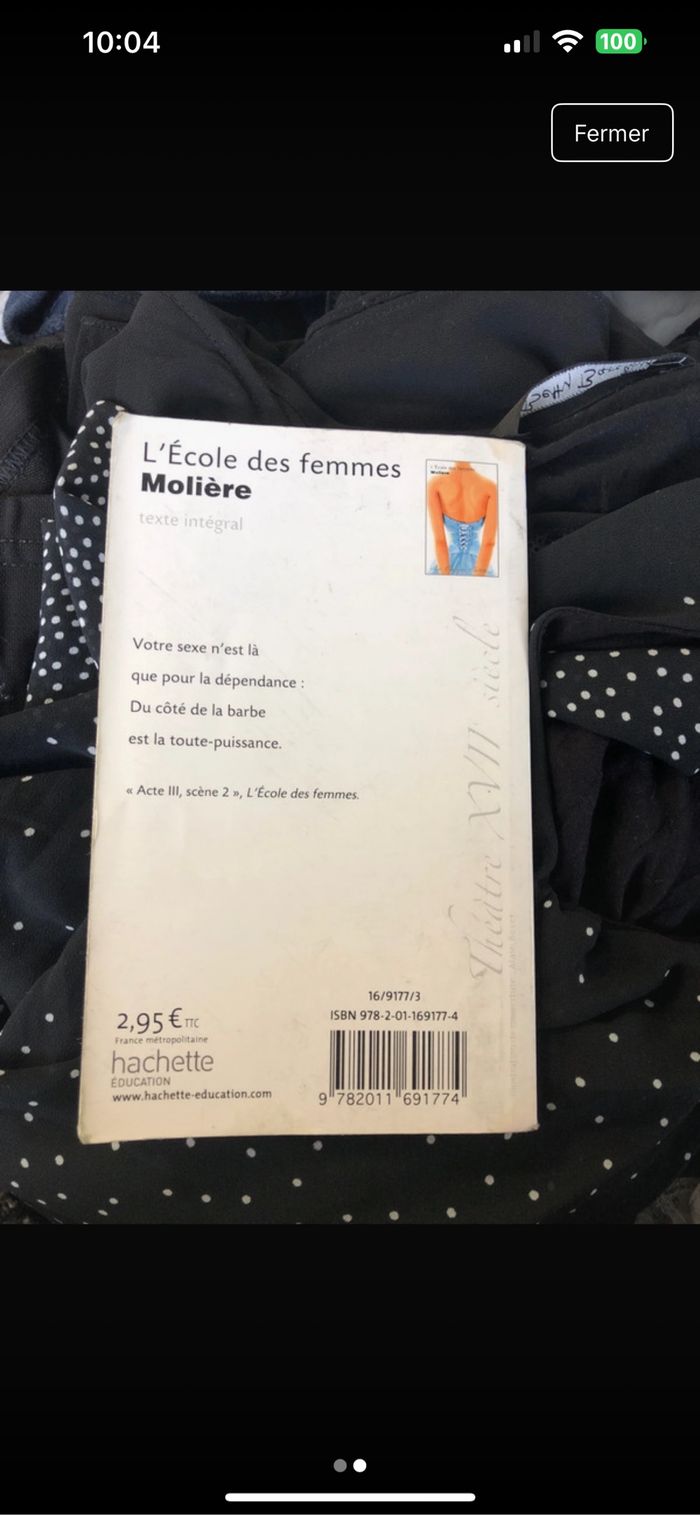 10:04
100
Fermer
L'École des femmes
Molière
texte intégral
Votre sexe n'est là
que pour la dépendance :
Du côté de la barbe
est la toute-puissance.
« Acte III, scène 2 », L'École des femmes.
Théâtre XVII siècle
16/9177/3
ISBN 978-2-01-169177-4
2,95 € TTC
France métropolitaine
hachette
ÉDUCATION
www.hachette-education.com
9 782011 691774